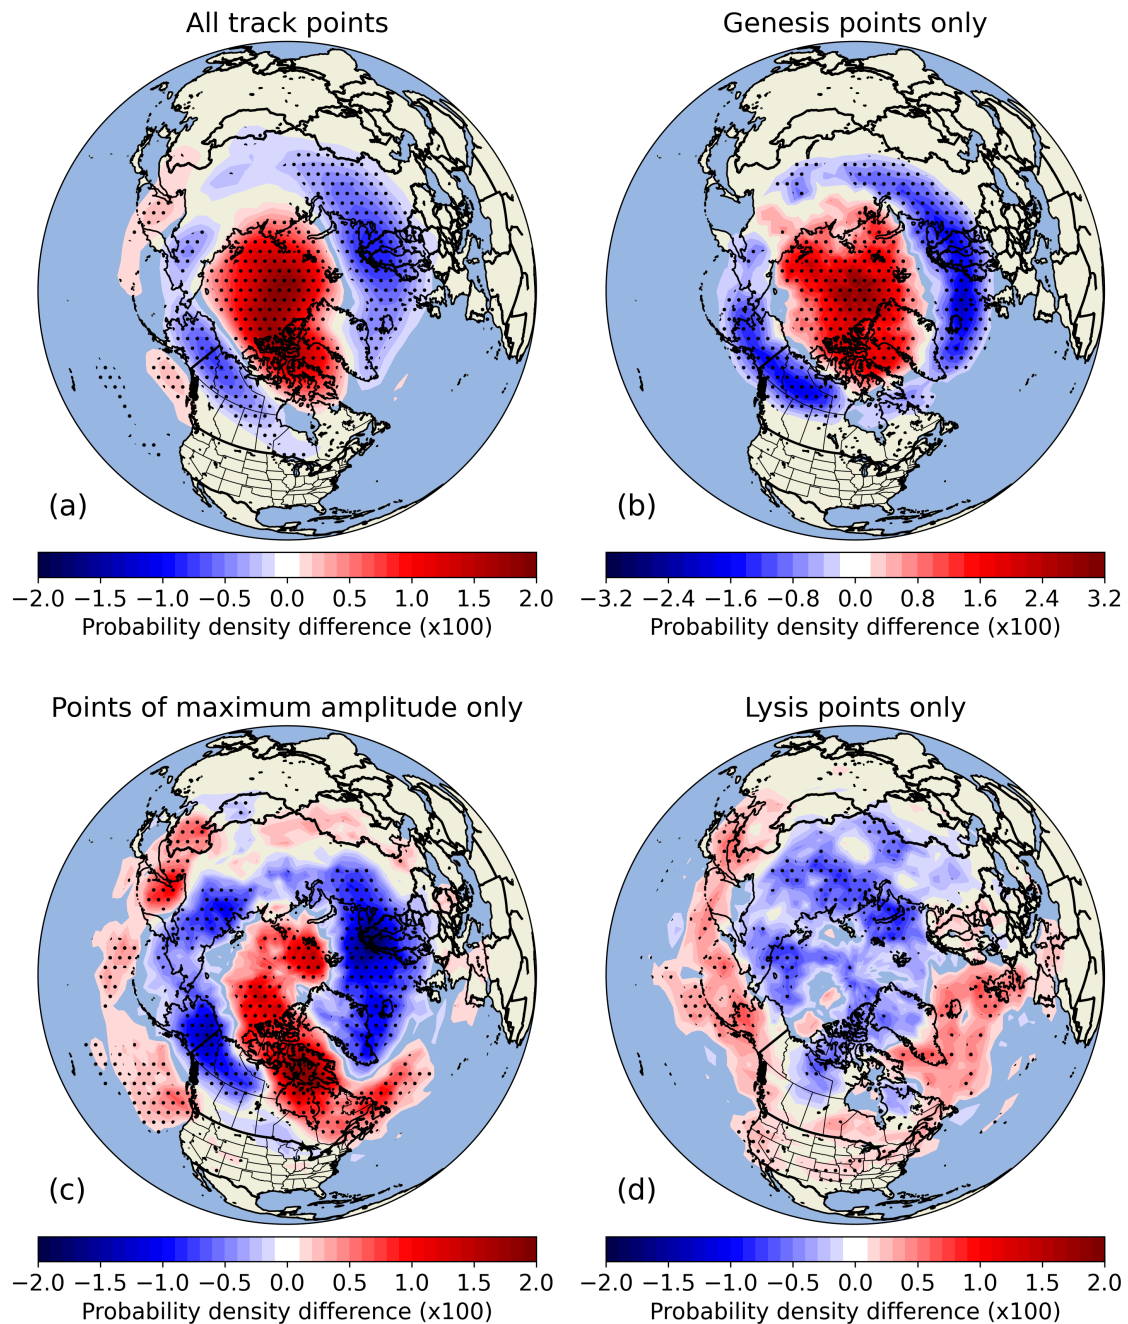 All track points
Genesis points only
(a)
(b)
−2.0 −1.5 −1.0 −0.5 0.0 0.5 1.0 1.5 2.0
−3.2 −2.4 −1.6 −0.8 0.0 0.8 1.6 2.4 3.2
Probability density difference (x100)
Probability density difference (x100)
Points of maximum amplitude only
Lysis points only
(c)
(d)
−2.0 −1.5 −1.0 −0.5 0.0 0.5 1.0 1.5 2.0
−2.0 −1.5 −1.0 −0.5 0.0 0.5 1.0 1.5 2.0
Probability density difference (x100)
Probability density difference (x100)